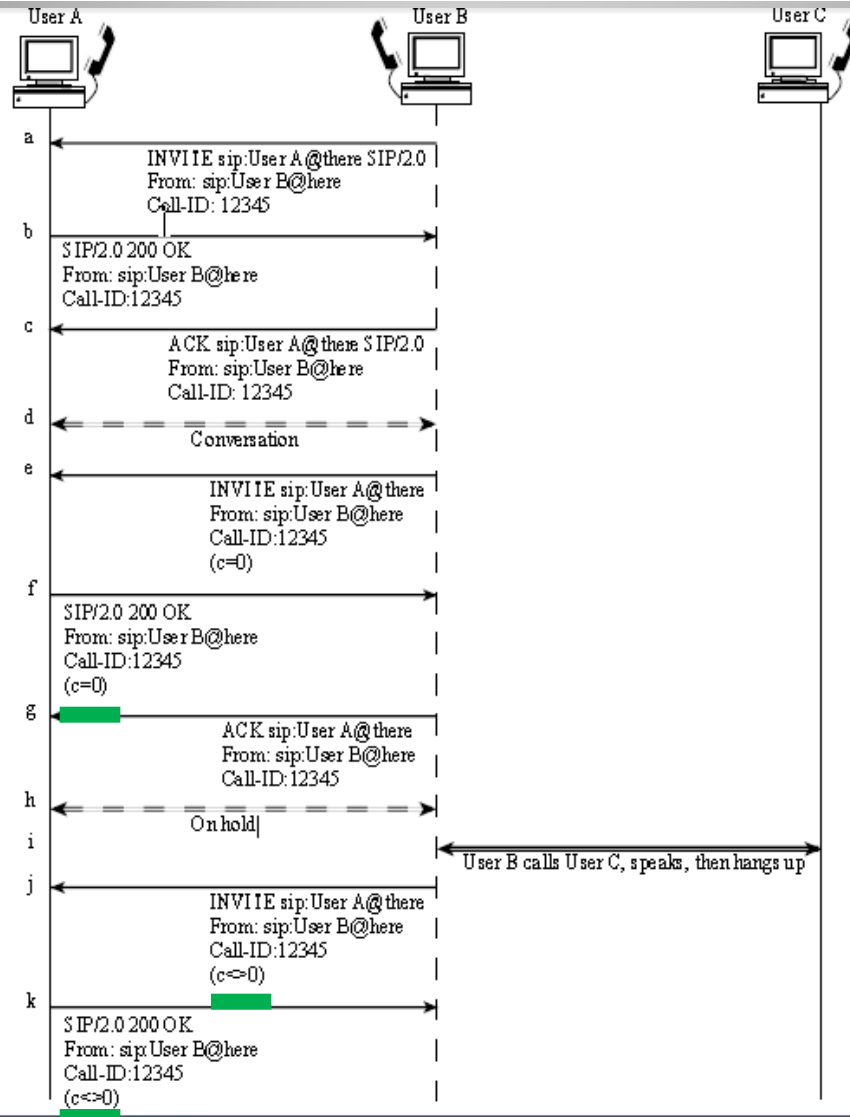 User A
User B
User C
a
INVITE sip:User A@there SIP/2.0
From: sip:User B@here
Call-ID: 12345
b
SIP/2.0 200 OK
From: sip:User B@here
Call-ID:12345
c
ACK sip:User A@there SIP/2.0
From: sip:User B@here
Call-ID: 12345
d
Conversation
e
INVITE sip:User A@there
From: sip:User B@here
Call-ID:12345
(c=0)
f
SIP/2.0 200 OK
From: sip:User B@here
Call-ID:12345
(c=0)
g
ACK sip:User A@there
From: sip:User B@here
Call-ID:12345
h
On hold
i
User B calls User C, speaks, then hangs up
j
INVITE sip:User A@there
From: sip:User B@here
Call-ID:12345
(c<>0)
k
SIP/2.0 200 OK
From: sip:User B@here
Call-ID:12345
(c<>0)